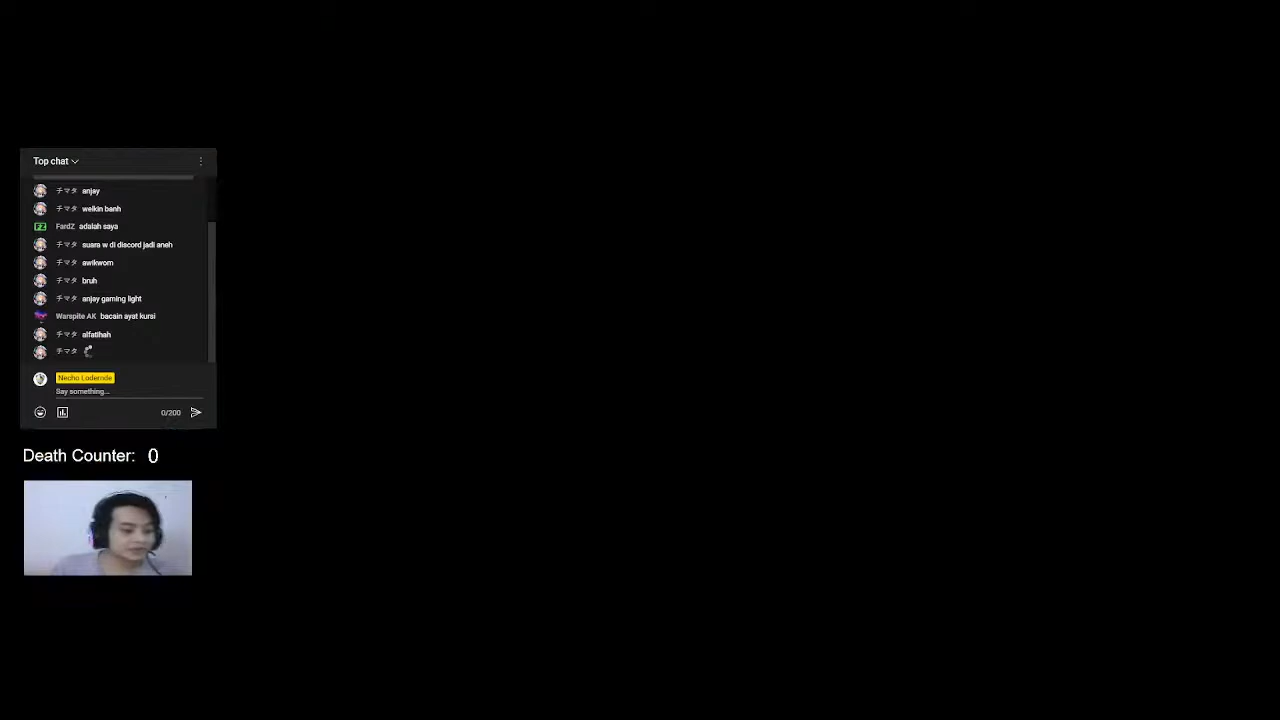 Top chat
チマタ anjay
チマタ welkin banh
FardZ adalah saya
チマタ suara w di discord jadi aneh
チマタ awikwom
チマタ bruh
チマタ anjay gaming light
Warspite AK bacain ayat kursi
チマタ alfatihah
チマタ
Necho Lodernde
Say something...
0/200
Death Counter: 0